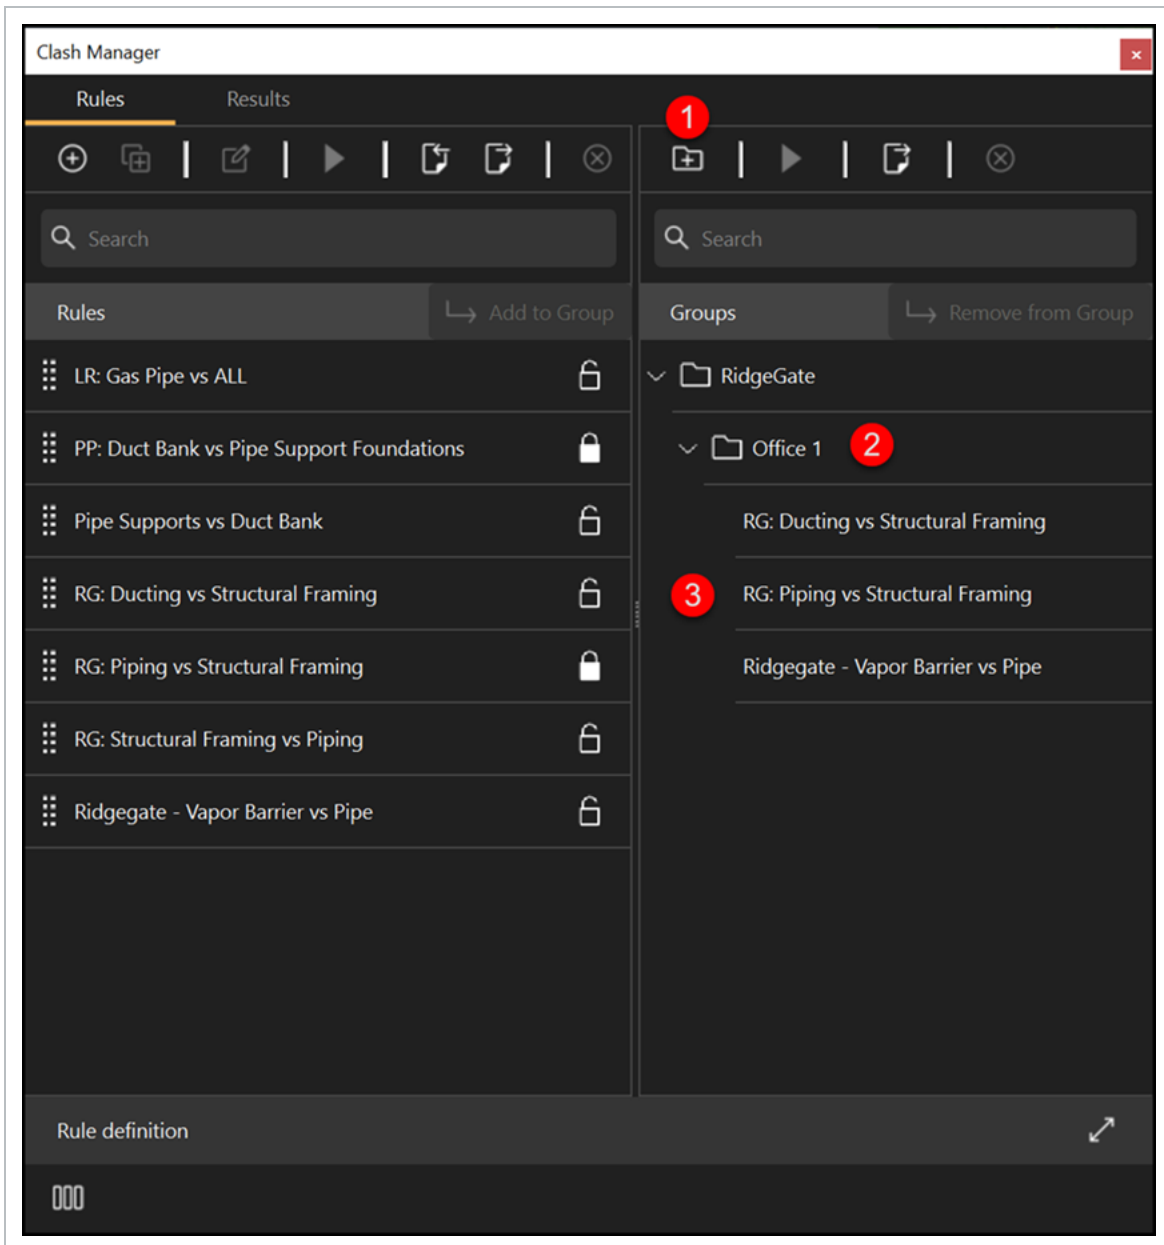 Clash Manager
Rules
Results
1
Search
Search
Rules
Add to Group
Groups
Remove from Group
LR: Gas Pipe vs ALL
PP: Duct Bank vs Pipe Support Foundations
Pipe Supports vs Duct Bank
RG: Ducting vs Structural Framing
RG: Piping vs Structural Framing
RG: Structural Framing vs Piping
Ridgegate - Vapor Barrier vs Pipe
RidgeGate
Office 1
2
RG: Ducting vs Structural Framing
3
RG: Piping vs Structural Framing
Ridgegate - Vapor Barrier vs Pipe
Rule definition